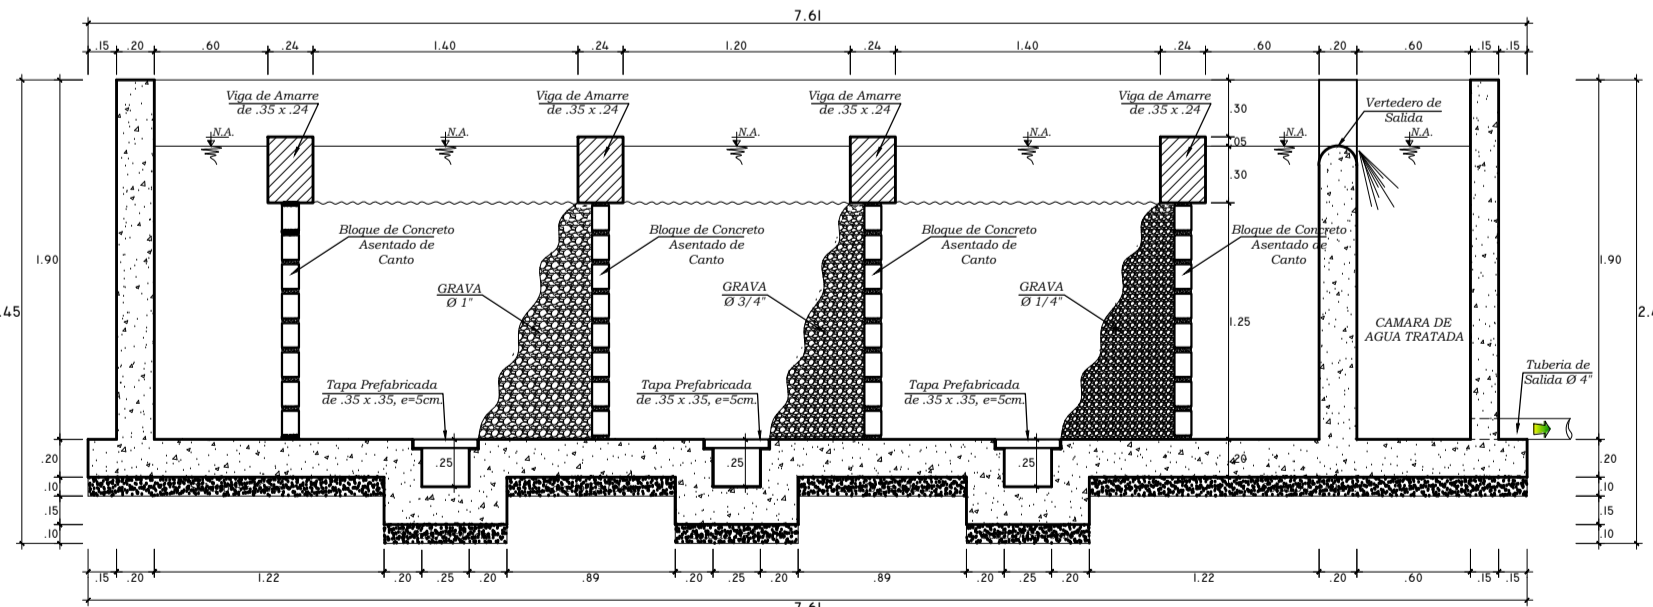 7.61
.15 .20 .60 .24 1.40 .24 1.20 .24 1.40 .24 .60 .20 .60 .15 .15
Viga de Amarre
de .35 x .24
Viga de Amarre
de .35 x .24
Viga de Amarre
de .35 x .24
Viga de Amarre
de .35 x .24
.30
Vertedero de
Salida
N.A. N.A. N.A. N.A. N.A. N.A.
.05
.30
Bloque de Concreto
Asentado de
Canto
Bloque de Concreto
Asentado de
Canto
Bloque de Concreto
Asentado de
Canto
Bloque de Concreto
Asentado de
Canto
1.90
1.90
GRAVA
Ø 1"
GRAVA
Ø 3/4"
GRAVA
Ø 1/4"
.45
2.4
1.25
CAMARA DE
AGUA TRATADA
Tuberia de
Salida Ø 4"
Tapa Prefabricada
de .35 x .35, e=5cm.
Tapa Prefabricada
de .35 x .35, e=5cm.
Tapa Prefabricada
de .35 x .35, e=5cm.
.20 .25 .25 .25 .20 .20
.10 .10
.15 .15
.10 .10
.15 .20 1.22 .20 .25 .20 .89 .20 .25 .20 .89 .20 .25 .20 1.22 .20 .60 .15 .15
7.61